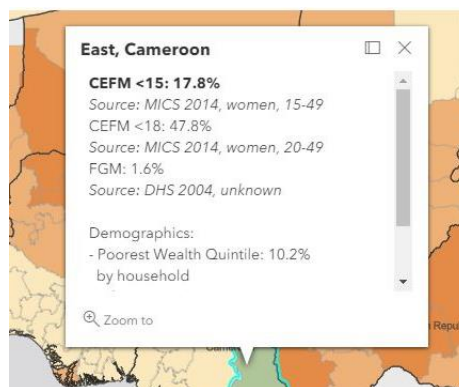 East, Cameroon
CEFM <15: 17.8%
Source: MICS 2014, women, 15-49
CEFM <18: 47.8%
Source: MICS 2014, women, 20-49
FGM: 1.6%
Source: DHS 2004, unknown
Demographics:
- Poorest Wealth Quintile: 10.2%
by household
Zoom to